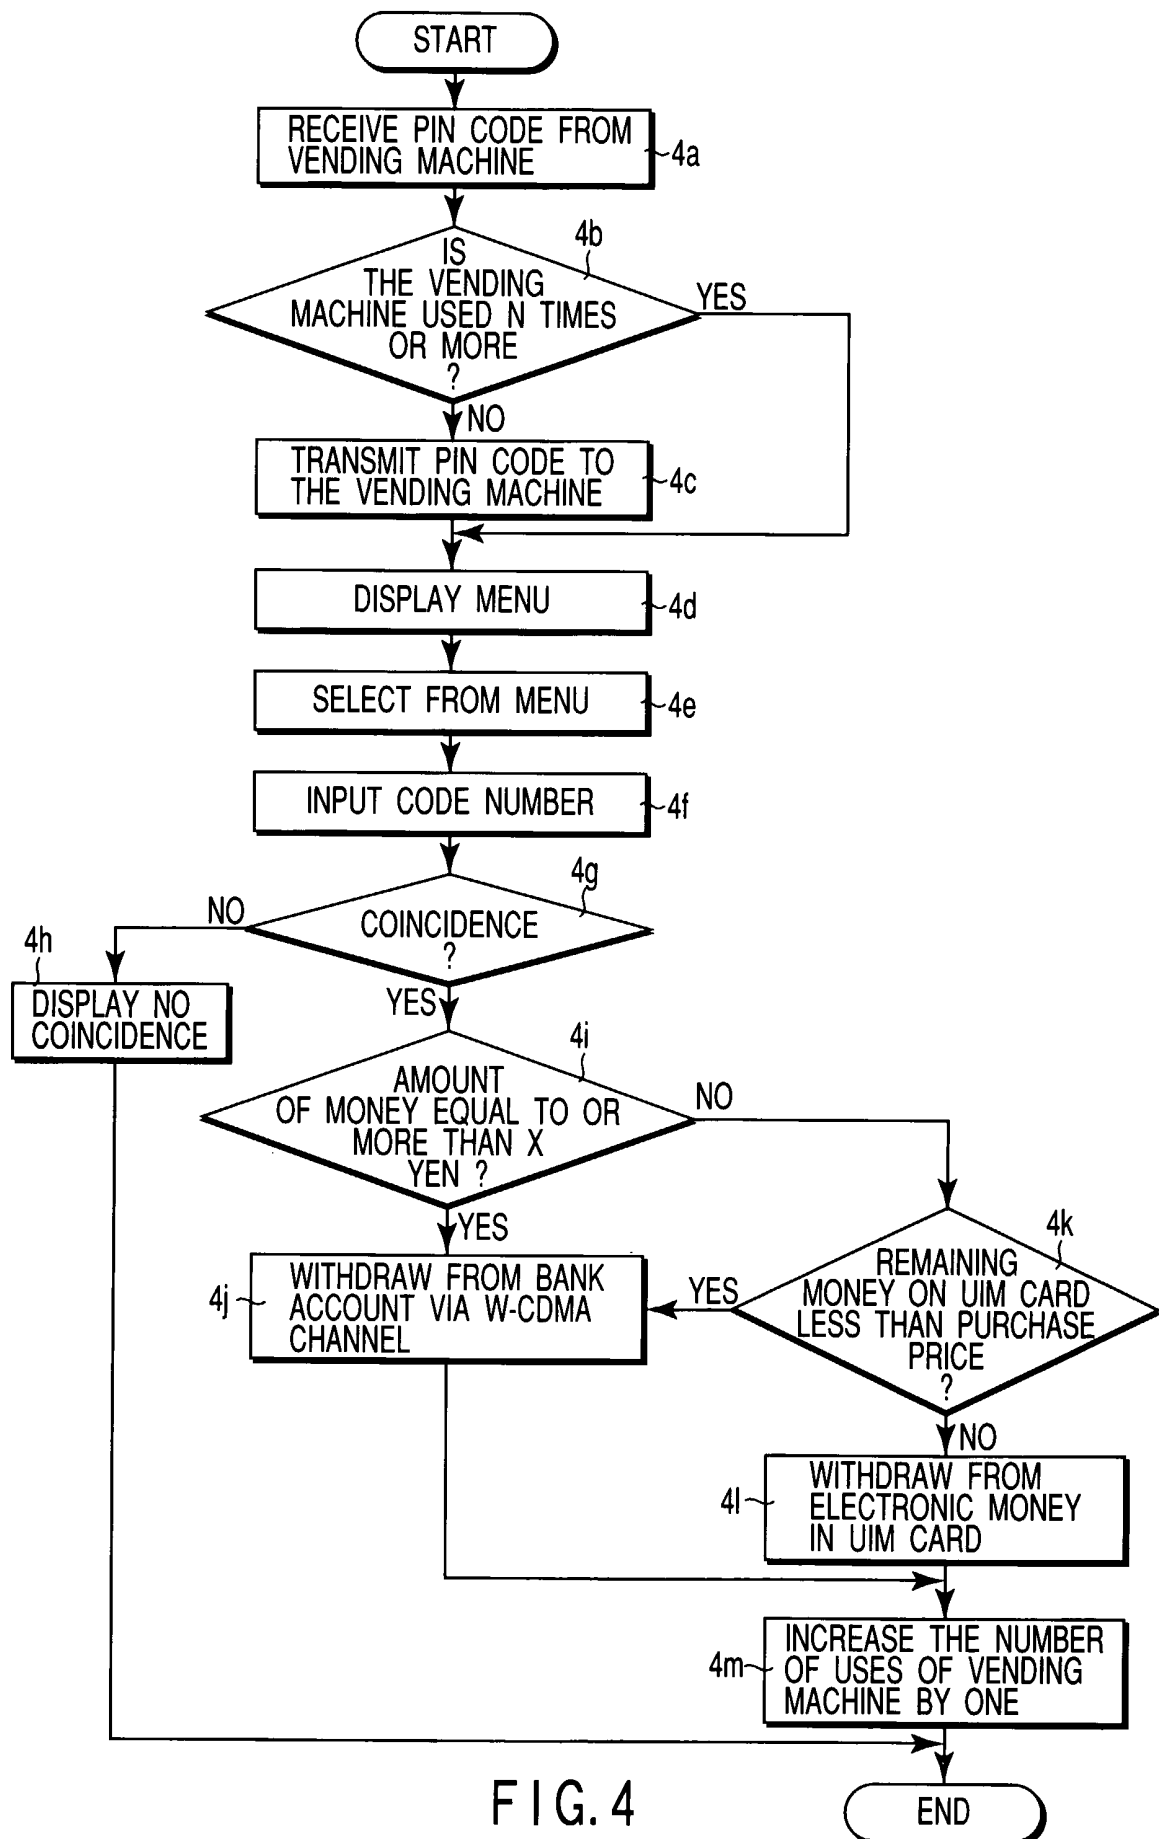 START
RECEIVE PIN CODE FROM
VENDING MACHINE
4a
4b
IS
THE VENDING
MACHINE USED N TIMES
OR MORE
?
YES
NO
TRANSMIT PIN CODE TO
THE VENDING MACHINE
4c
DISPLAY MENU
4d
SELECT FROM MENU
4e
INPUT CODE NUMBER
4f
4g
COINCIDENCE
?
NO
4h
DISPLAY NO
COINCIDENCE
YES
4i
AMOUNT
OF MONEY EQUAL TO OR
MORE THAN X
YEN ?
NO
YES
4j
WITHDRAW FROM BANK
ACCOUNT VIA W-CDMA
CHANNEL
4k
REMAINING
MONEY ON UIM CARD
LESS THAN PURCHASE
PRICE
?
YES
NO
4l
WITHDRAW FROM
ELECTRONIC MONEY
IN UIM CARD
4m
INCREASE THE NUMBER
OF USES OF VENDING
MACHINE BY ONE
END
FIG. 4